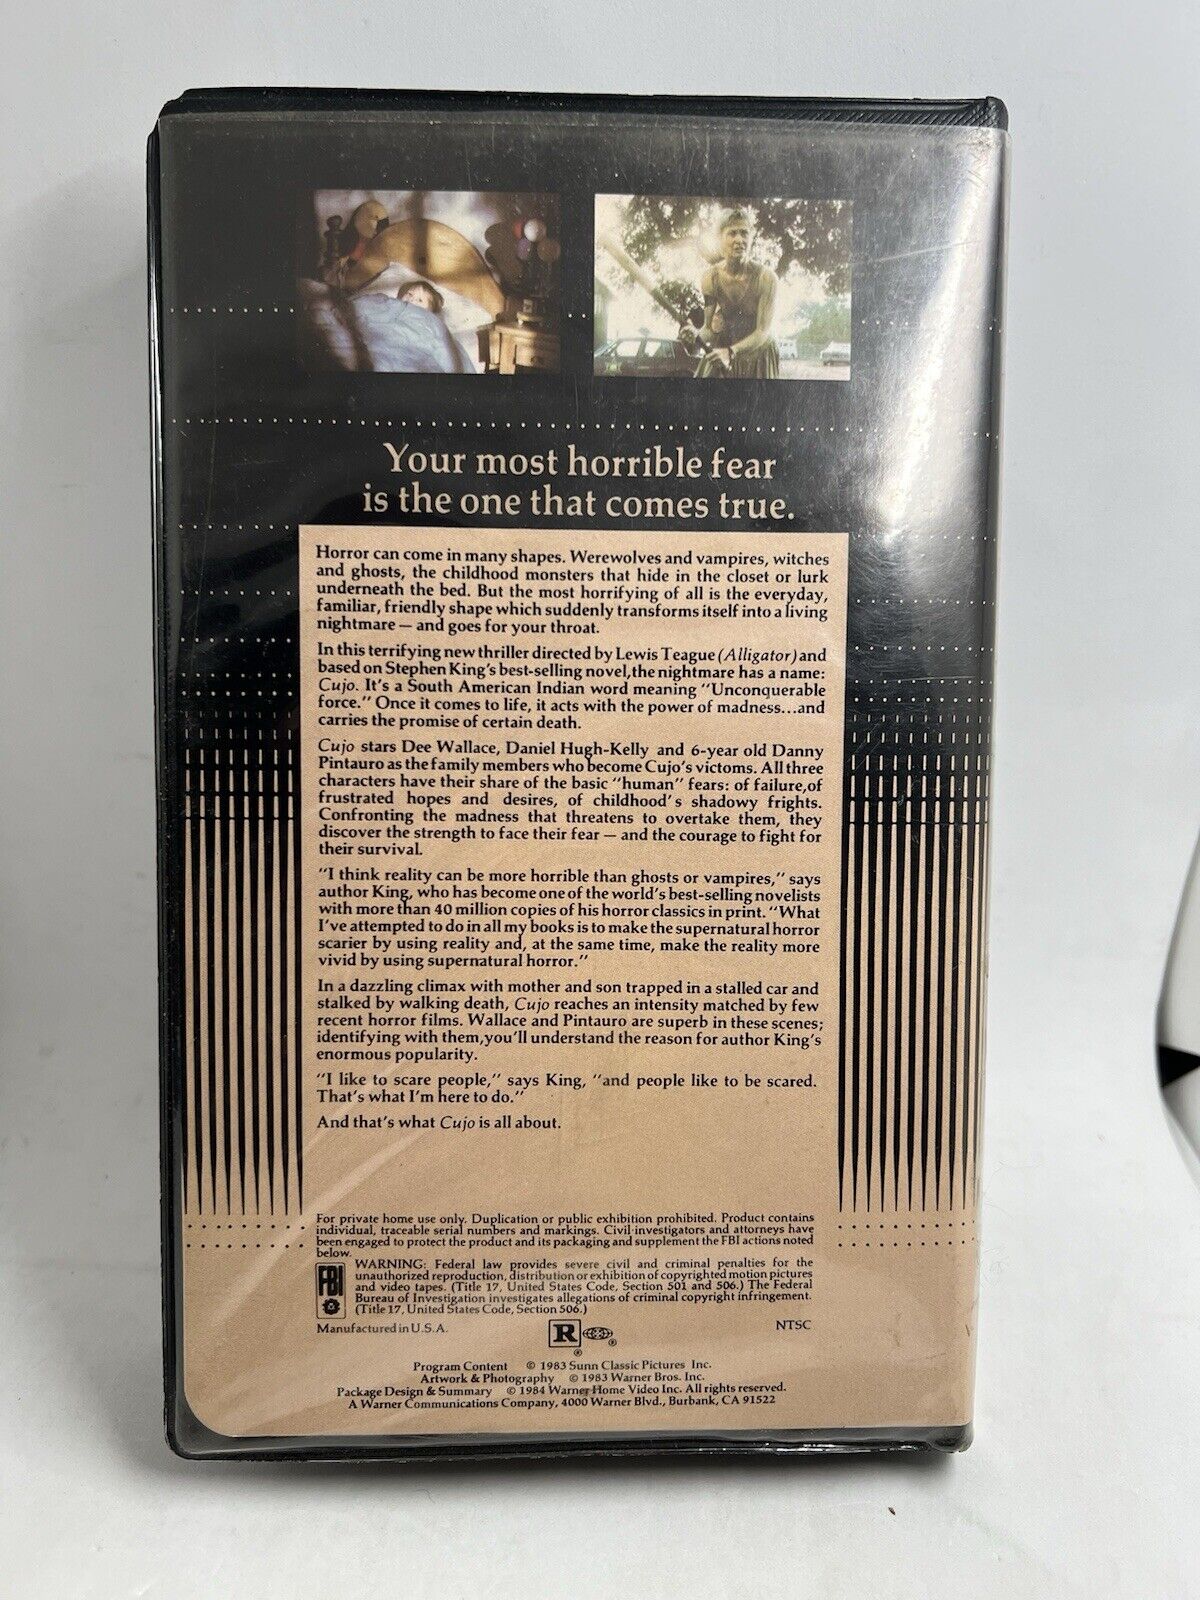 Your most horrible fear
is the one that comes true.
Horror can come in many shapes. Werewolves and vampires, witches
and ghosts, the childhood monsters that hide in the closet or lurk
underneath the bed. But the most horrifying of all is the everyday,
familiar, friendly shape which suddenly transforms itself into a living
nightmare — and goes for your throat.
In this terrifying new thriller directed by Lewis Teague (Alligator) and
based on Stephen King's best-selling novel, the nightmare has a name:
Cujo. It's a South American Indian word meaning "Unconquerable
force." Once it comes to life, it acts with the power of madness...and
carries the promise of certain death.
Cujo stars Dee Wallace, Daniel Hugh-Kelly and 6-year old Danny
Pintauro as the family members who become Cujo's victoms. All three
characters have their share of the basic "human" fears: of failure, of
frustrated hopes and desires, of childhood's shadowy frights.
Confronting the madness that threatens to overtake them, they
discover the strength to face their fear — and the courage to fight for
their survival.
"I think reality can be more horrible than ghosts or vampires," says
author King, who has become one of the world's best-selling novelists
with more than 40 million copies of his horror classics in print. "What
I've attempted to do in all my books is to make the supernatural horror
scarier by using reality and, at the same time, make the reality more
vivid by using supernatural horror."
In a dazzling climax with mother and son trapped in a stalled car and
stalked by walking death, Cujo reaches an intensity matched by few
recent horror films. Wallace and Pintauro are superb in these scenes;
identifying with them, you'll understand the reason for author King's
enormous popularity.
"I like to scare people," says King, "and people like to be scared.
That's what I'm here to do."
And that's what Cujo is all about.
For private home use only. Duplication or public exhibition prohibited. Product contains
individual, traceable serial numbers and markings. Civil investigators and attorneys have
been engaged to protect the product and its packaging and supplement the FBI actions noted
below.
FBI
WARNING: Federal law provides severe civil and criminal penalties for the
unauthorized reproduction, distribution or exhibition of copyrighted motion pictures
and video tapes. (Title 17, United States Code, Section 501 and 506.) The Federal
Bureau of Investigation investigates allegations of criminal copyright infringement.
(Title 17, United States Code, Section 506.)
Manufactured in U.S.A.
R ® ®
NTSC
Program Content © 1983 Sunn Classic Pictures Inc.
Artwork & Photography © 1983 Warner Bros. Inc.
Package Design & Summary © 1984 Warner Home Video Inc. All rights reserved.
A Warner Communications Company, 4000 Warner Blvd., Burbank, CA 91522